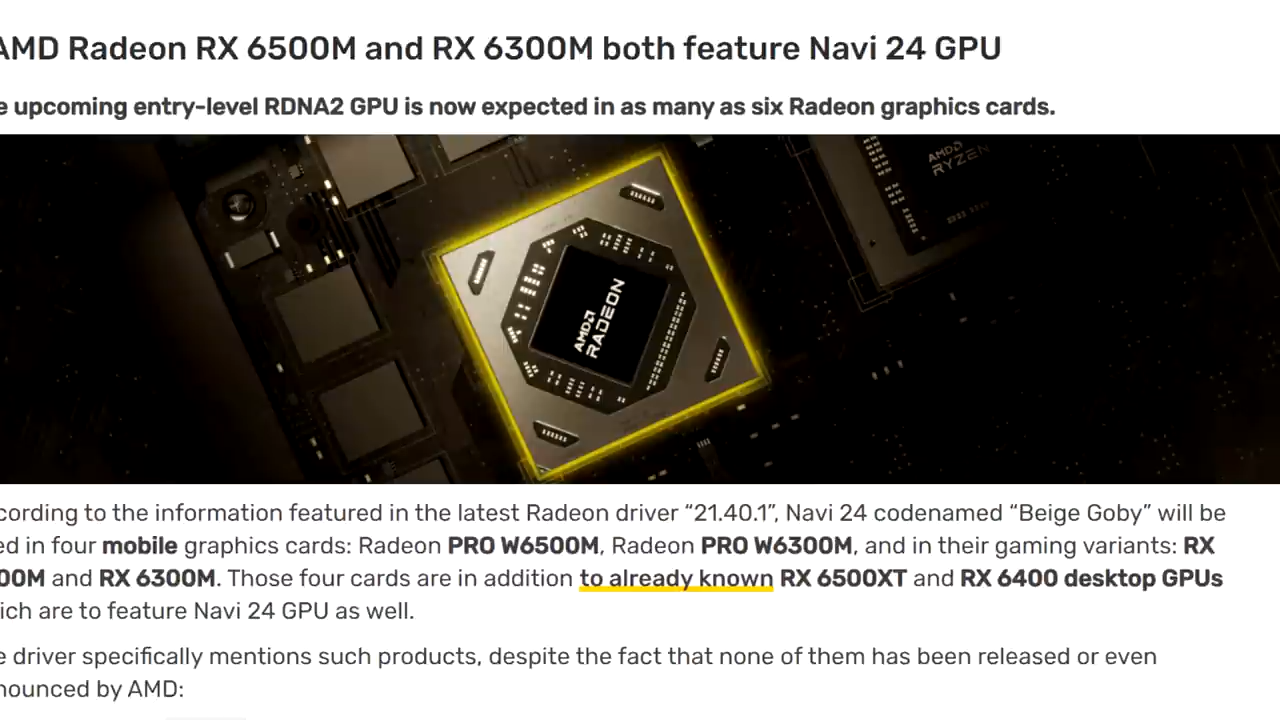 AMD Radeon RX 6500M and RX 6300M both feature Navi 24 GPU
e upcoming entry-level RDNA2 GPU is now expected in as many as six Radeon graphics cards.
AMD
RYZEN
AMD
RADEON
cording to the information featured in the latest Radeon driver “21.40.1”, Navi 24 codenamed “Beige Goby” will be
ed in four mobile graphics cards: Radeon PRO W6500M, Radeon PRO W6300M, and in their gaming variants: RX
00M and RX 6300M. Those four cards are in addition to already known RX 6500XT and RX 6400 desktop GPUs
ich are to feature Navi 24 GPU as well.
e driver specifically mentions such products, despite the fact that none of them has been released or even
nounced by AMD: